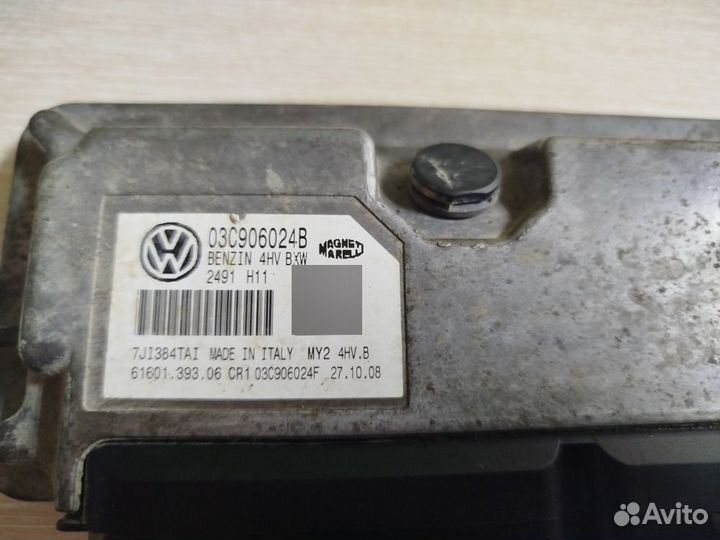 03C906024B
BENZIN 4HV BXW
MAGNETI MARELLI
2491 H11
7JI384TAI MADE IN ITALY MY2 4HV.B
61601.393.06 CR1 03C906024F 27.10.08
Avito